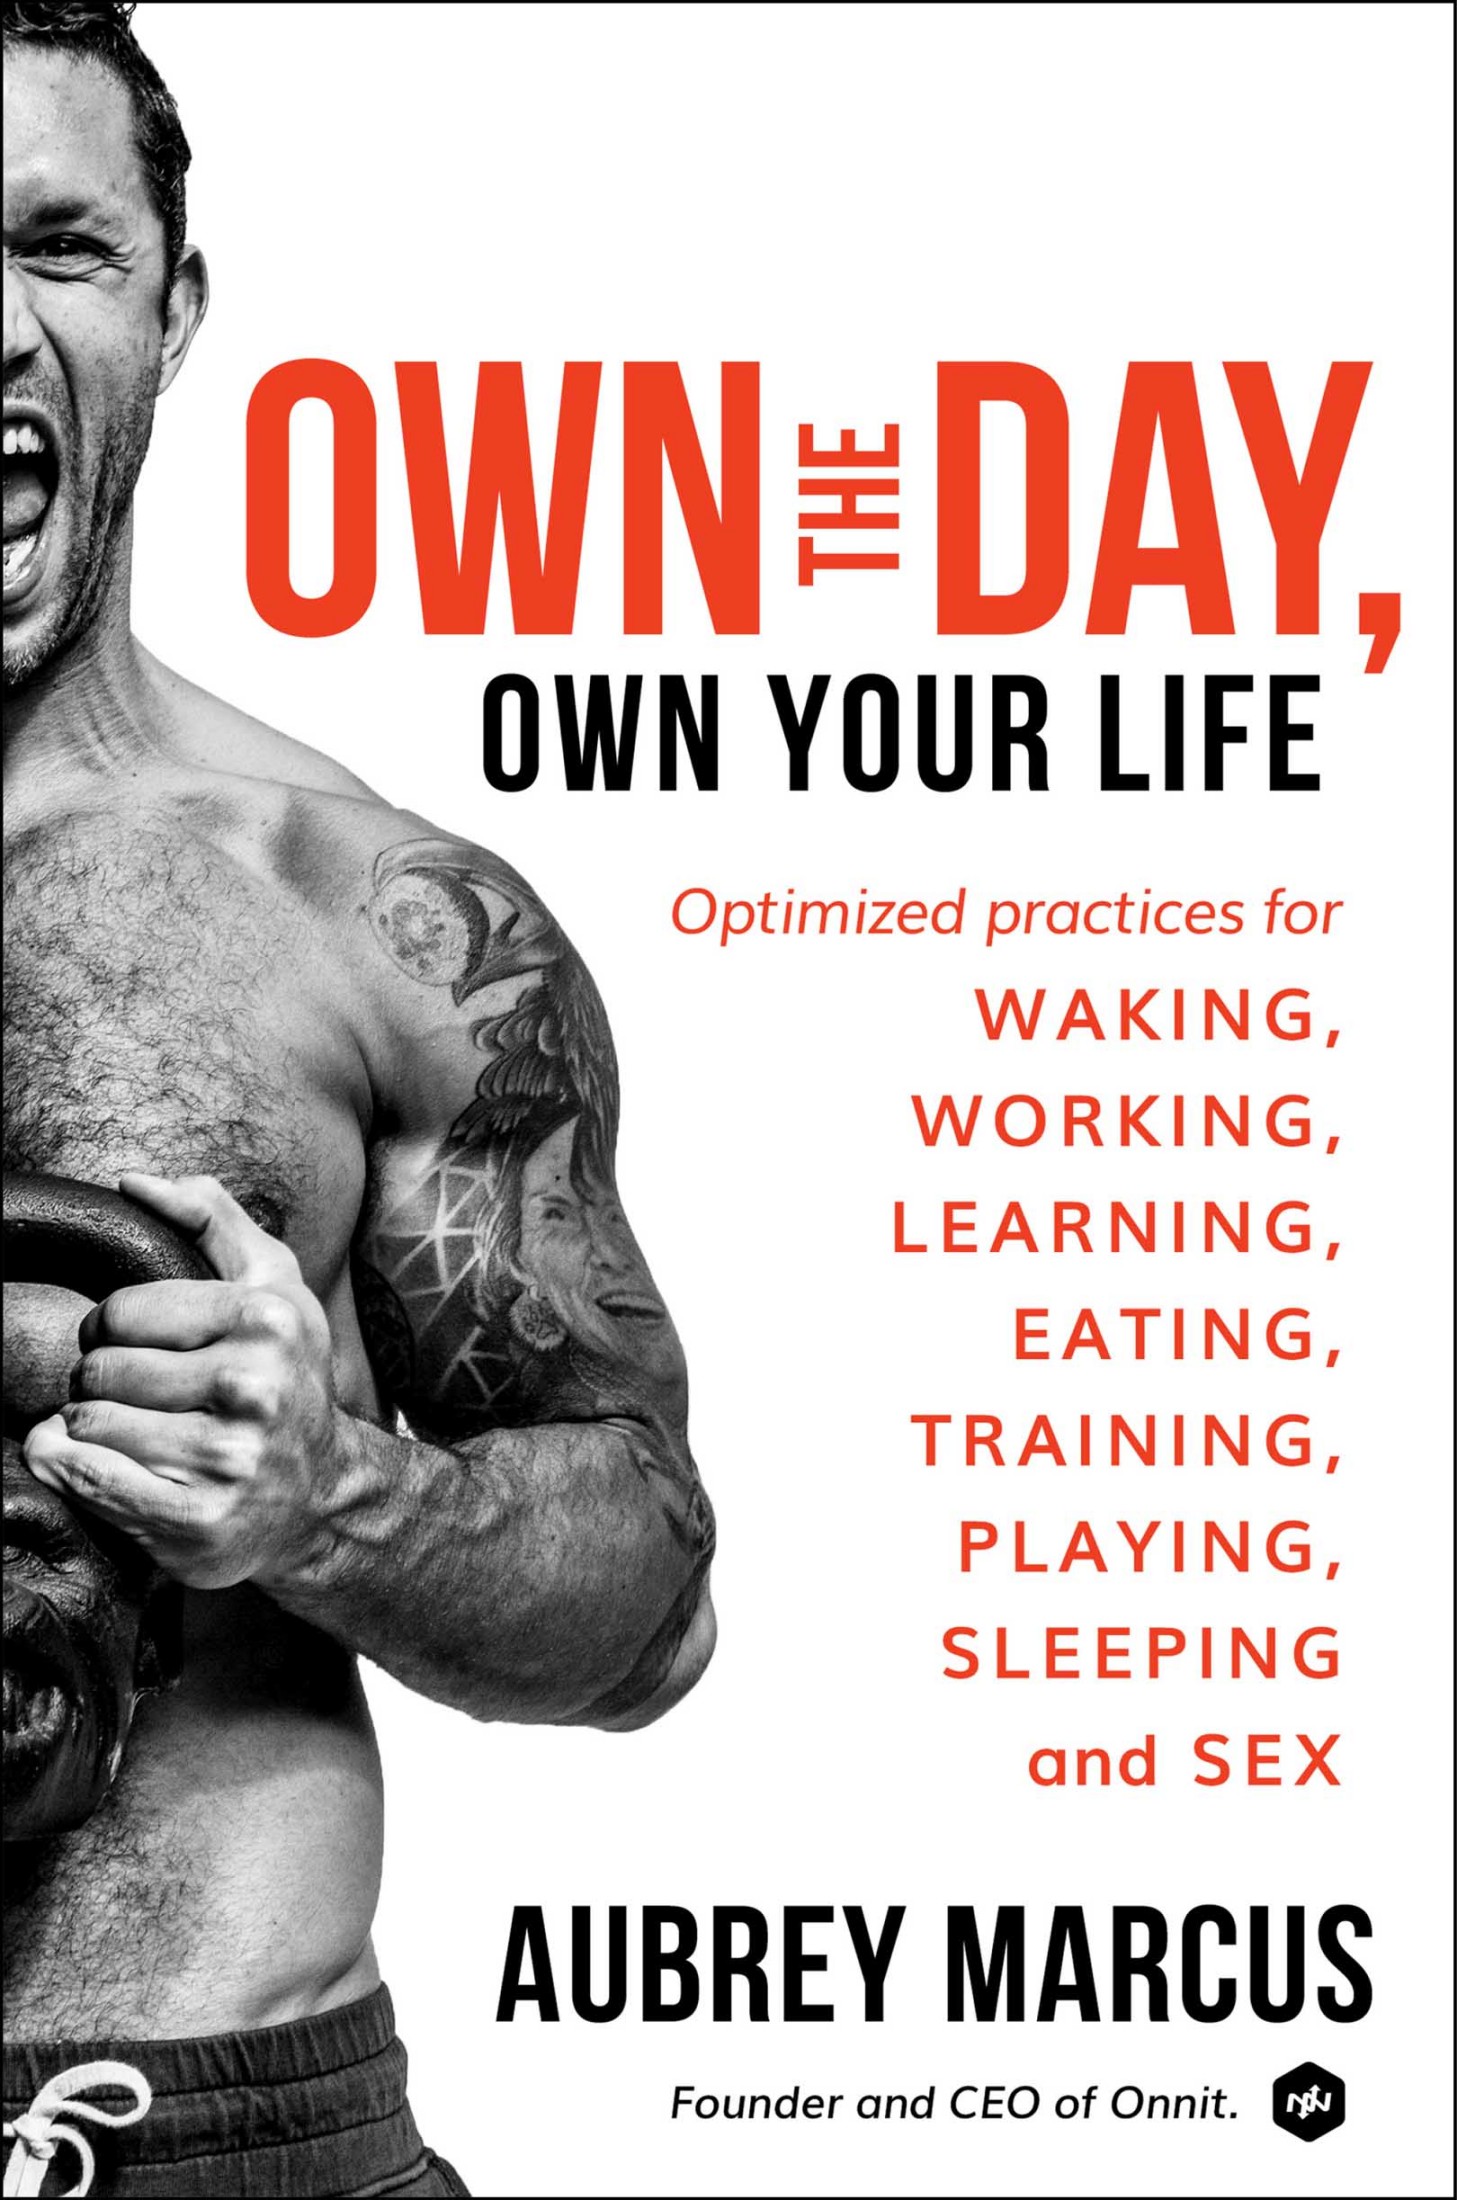 OWN THE DAY,
OWN YOUR LIFE
Optimized practices for
WAKING,
WORKING,
LEARNING,
EATING,
TRAINING,
PLAYING,
SLEEPING
and SEX
AUBREY MARCUS
Founder and CEO of Onnit.